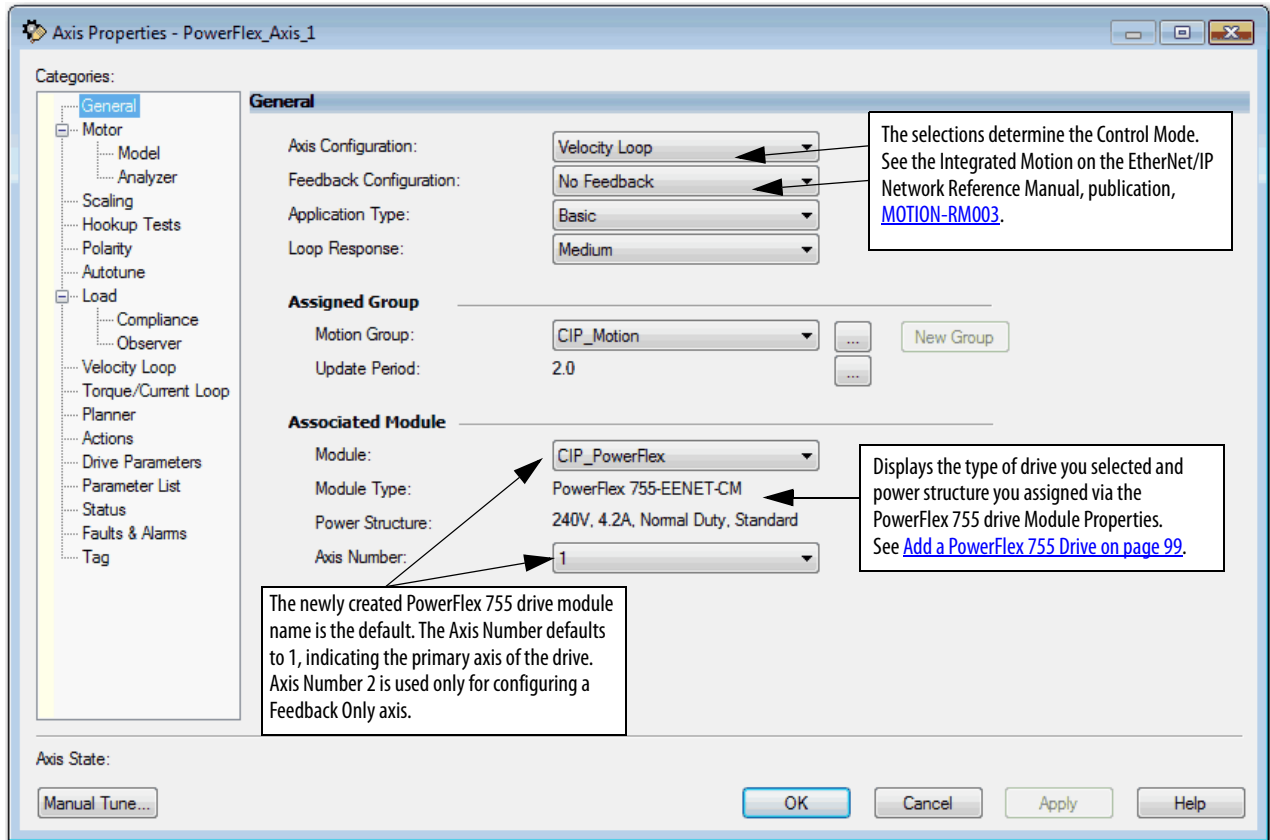 Axis Properties - PowerFlex_Axis_1
Categories:
General
Motor
Model
Analyzer
Scaling
Hookup Tests
Polarity
Autotune
Load
Compliance
Observer
Velocity Loop
Torque/Current Loop
Planner
Actions
Drive Parameters
Parameter List
Status
Faults & Alarms
Tag
General
Axis Configuration: Velocity Loop
Feedback Configuration: No Feedback
Application Type: Basic
Loop Response: Medium
The selections determine the Control Mode.
See the Integrated Motion on the EtherNet/IP
Network Reference Manual, publication,
MOTION-RM003.
Assigned Group
Motion Group: CIP_Motion ... New Group
Update Period: 2.0 ...
Associated Module
Module: CIP_PowerFlex
Module Type: PowerFlex 755-EENET-CM
Power Structure: 240V, 4.2A, Normal Duty, Standard
Axis Number: 1
Displays the type of drive you selected and
power structure you assigned via the
PowerFlex 755 drive Module Properties.
See Add a PowerFlex 755 Drive on page 99.
The newly created PowerFlex 755 drive module
name is the default. The Axis Number defaults
to 1, indicating the primary axis of the drive.
Axis Number 2 is used only for configuring a
Feedback Only axis.
Axis State:
Manual Tune... OK Cancel Apply Help